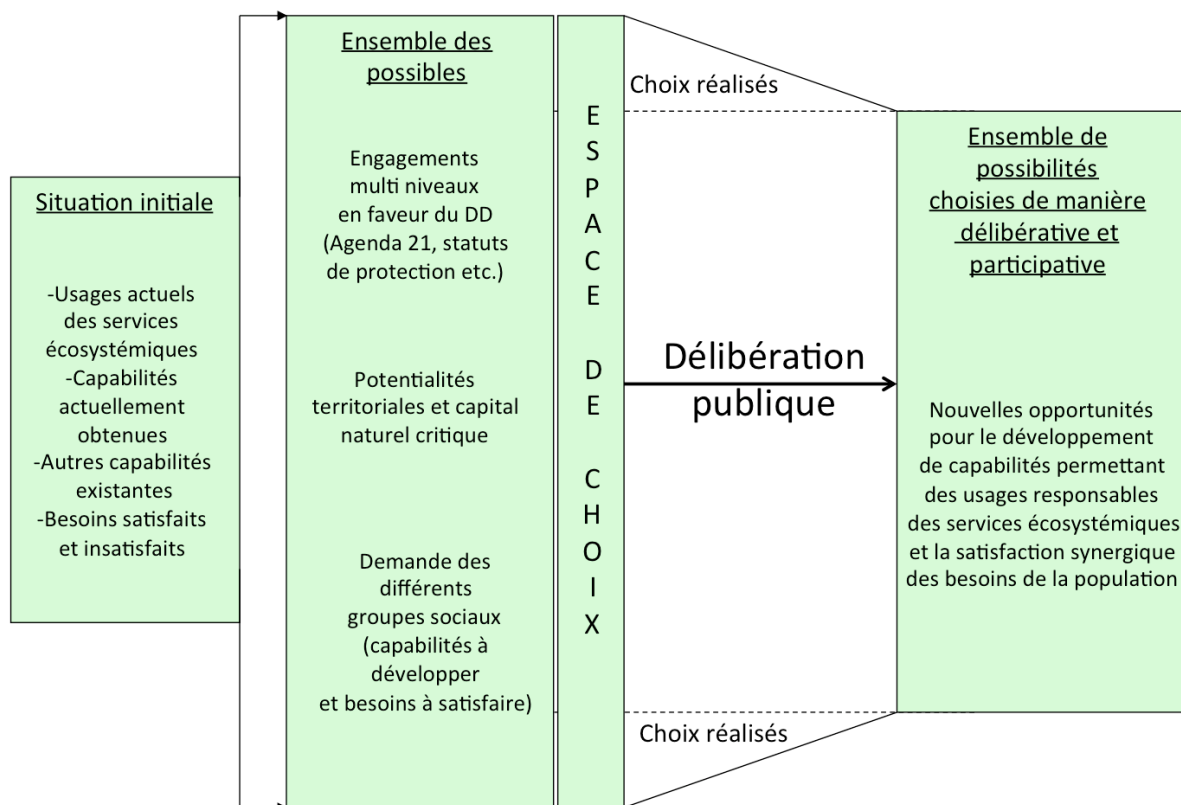 Situation initiale
-Usages actuels
des services
écosystémiques
-Capabilités
actuellement
obtenues
-Autres capabilités
existantes
-Besoins satisfaits
et insatisfaits
Ensemble des
possibles
Engagements
multi niveaux
en faveur du DD
(Agenda 21, statuts
de protection etc.)
Potentialités
territoriales et capital
naturel critique
Demande des
différents
groupes sociaux
(capabilités à
développer
et besoins à satisfaire)
ESPACE DE CHOIX
Choix réalisés
Délibération
publique
Choix réalisés
Ensemble de
possibilités
choisies de manière
délibérative et
participative
Nouvelles opportunités
pour le développement
de capabilités permettant
des usages responsables
des services écosystémiques
et la satisfaction synergique
des besoins de la population